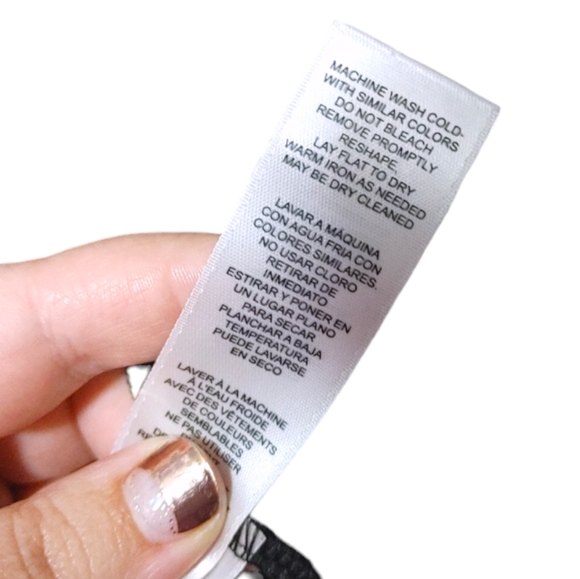 MACHINE WASH COLD-
WITH SIMILAR COLORS
DO NOT BLEACH
REMOVE PROMPTLY
RESHAPE,
LAY FLAT TO DRY
WARM IRON AS NEEDED
MAY BE DRY CLEANED
LAVAR A MÁQUINA
CON AGUA FRIA CON
COLORES SIMILARES.
NO USAR CLORO
RETIRAR DE
INMEDIATO
ESTIRAR Y PONER EN
UN LUGAR PLANO
PARA SECAR
PLANCHAR A BAJA
TEMPERATURA
PUEDE LAVARSE
EN SECO
LAVER À LA MACHINE
À L'EAU FROIDE
AVEC DES VÊTEMENTS
DE COULEURS
SEMBLABLES
NE PAS UTILISER